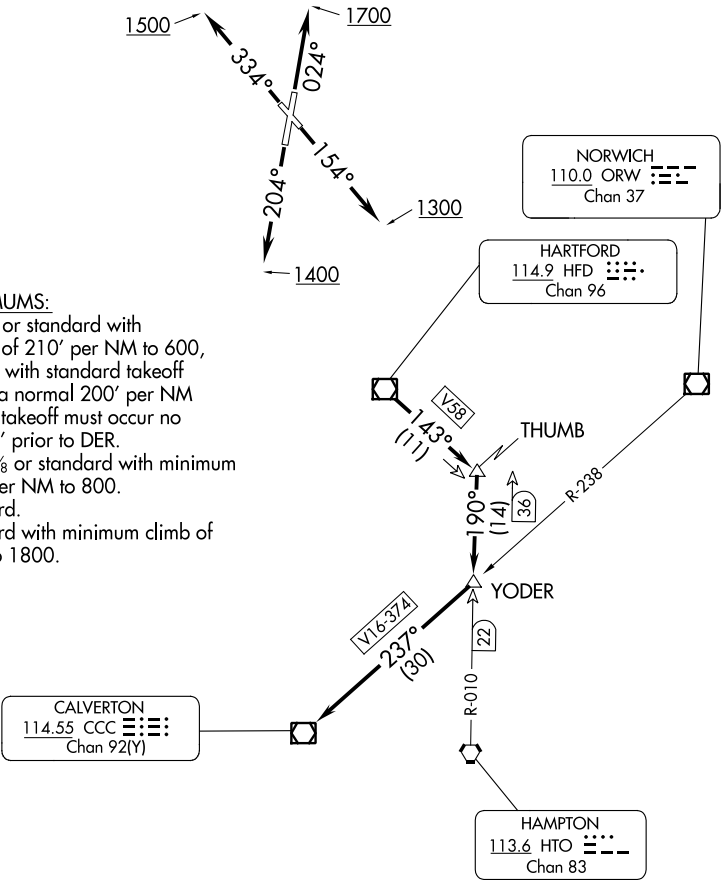 1500
1700
334°
024°
154°
204°
1300
1400
NORWICH
110.0 ORW
Chan 37
HARTFORD
114.9 HFD
Chan 96
MUMS:
or standard with
of 210' per NM to 600,
with standard takeoff
a normal 200' per NM
takeoff must occur no
' prior to DER.
⅛ or standard with minimum
er NM to 800.
rd.
rd with minimum climb of
o 1800.
V58
143°
(11)
THUMB
190°
(14)
36
R-238
YODER
V16-374
237°
(30)
22
R-010
CALVERTON
114.55 CCC
Chan 92(Y)
HAMPTON
113.6 HTO
Chan 83